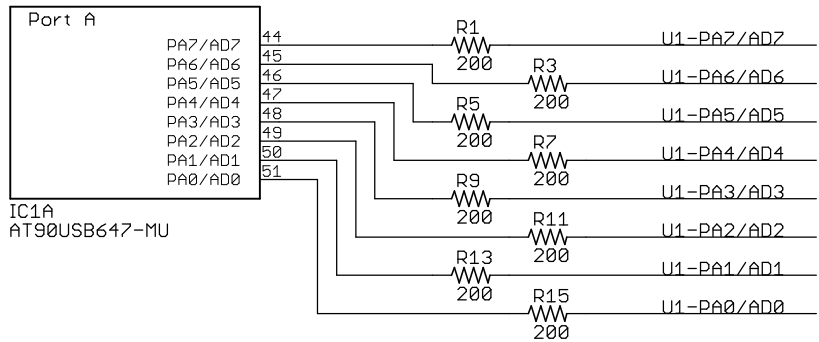 Port A
PA7/AD7 44
PA6/AD6 45
PA5/AD5 46
PA4/AD4 47
PA3/AD3 48
PA2/AD2 49
PA1/AD1 50
PA0/AD0 51
IC1A
AT90USB647-MU
R1
200
U1-PA7/AD7
R3
200
U1-PA6/AD6
R5
200
U1-PA5/AD5
R7
200
U1-PA4/AD4
R9
200
U1-PA3/AD3
R11
200
U1-PA2/AD2
R13
200
U1-PA1/AD1
R15
200
U1-PA0/AD0